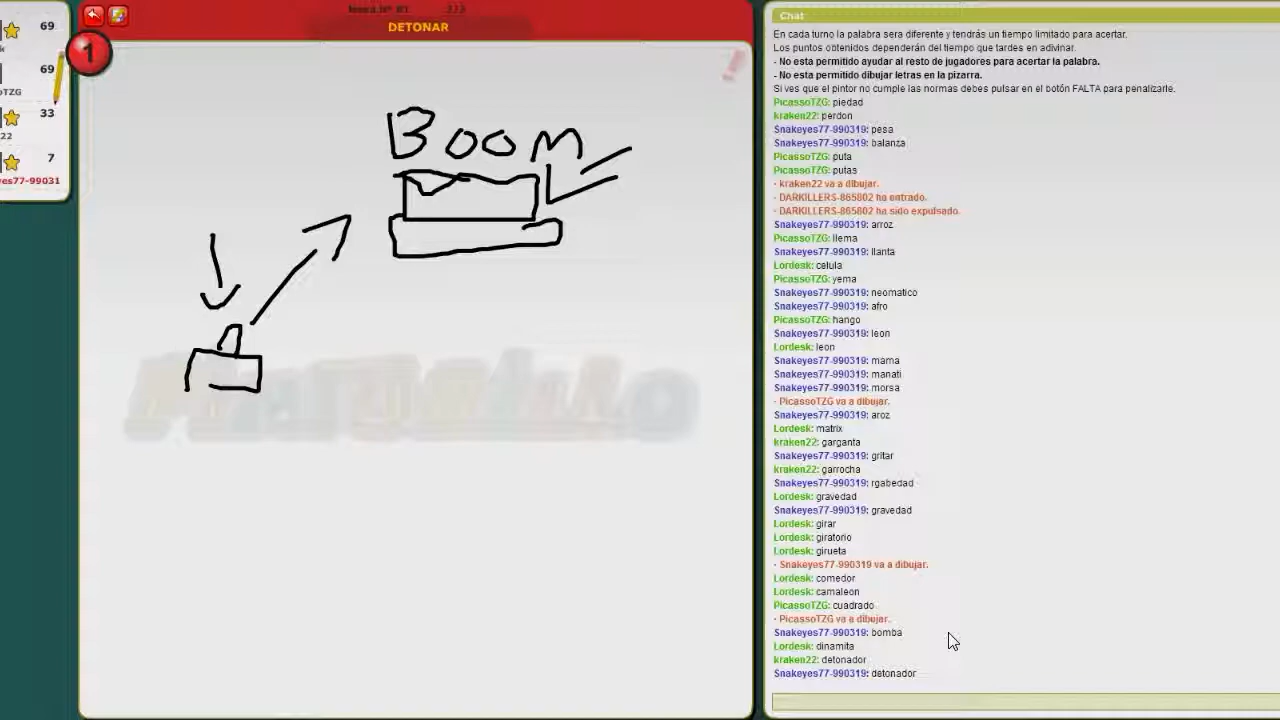 69
k
69
oTZG
33
22
7
yes77-99031
Mesa Nº 81 2/3
DETONAR
1
BOOM
Chat
En cada turno la palabra sera diferente y tendrás un tiempo limitado para acertar.
Los puntos obtenidos dependerán del tiempo que tardes en adivinar.
- No esta permitido ayudar al resto de jugadores para acertar la palabra.
- No esta permitido dibujar letras en la pizarra.
Si ves que el pintor no cumple las normas debes pulsar en el botón FALTA para penalizarle.
PicassoTZG: piedad
kraken22: perdon
Snakeyes77-990319: pesa
Snakeyes77-990319: balanza
PicassoTZG: puta
PicassoTZG: putas
· kraken22 va a dibujar.
· DARKILLERS-865802 ha entrado.
· DARKILLERS-865802 ha sido expulsado.
Snakeyes77-990319: arroz
PicassoTZG: llema
Snakeyes77-990319: llanta
Lordesk: celula
PicassoTZG: yema
Snakeyes77-990319: neomatico
Snakeyes77-990319: afro
PicassoTZG: hango
Snakeyes77-990319: leon
Lordesk: leon
Snakeyes77-990319: mama
Snakeyes77-990319: manati
Snakeyes77-990319: morsa
· PicassoTZG va a dibujar.
Snakeyes77-990319: aroz
Lordesk: matrix
kraken22: garganta
Snakeyes77-990319: gritar
kraken22: garrocha
Snakeyes77-990319: rgabedad
Lordesk: gravedad
Snakeyes77-990319: gravedad
Lordesk: girar
Lordesk: giratorio
Lordesk: girueta
· Snakeyes77-990319 va a dibujar.
Lordesk: comedor
Lordesk: camaleon
PicassoTZG: cuadrado
· PicassoTZG va a dibujar.
Snakeyes77-990319: bomba
Lordesk: dinamita
kraken22: detonador
Snakeyes77-990319: detonador